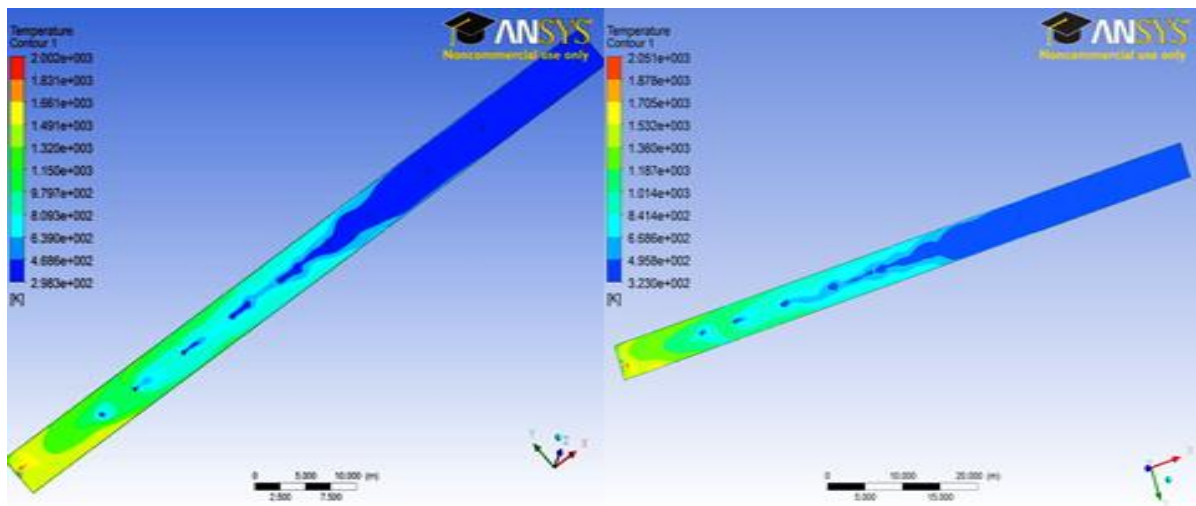 Temperature
Contour 1
2.002e+003
1.831e+003
1.661e+003
1.491e+003
1.320e+003
1.150e+003
9.797e+002
8.093e+002
6.390e+002
4.686e+002
2.983e+002
[K]
ANSYS
Noncommercial use only
0 5.000 10.000 (m)
2.500 7.500
Temperature
Contour 1
2.051e+003
1.878e+003
1.705e+003
1.532e+003
1.360e+003
1.187e+003
1.014e+003
8.414e+002
6.686e+002
4.958e+002
3.230e+002
[K]
ANSYS
Noncommercial use only
0 10.000 20.000 (m)
5.000 15.000